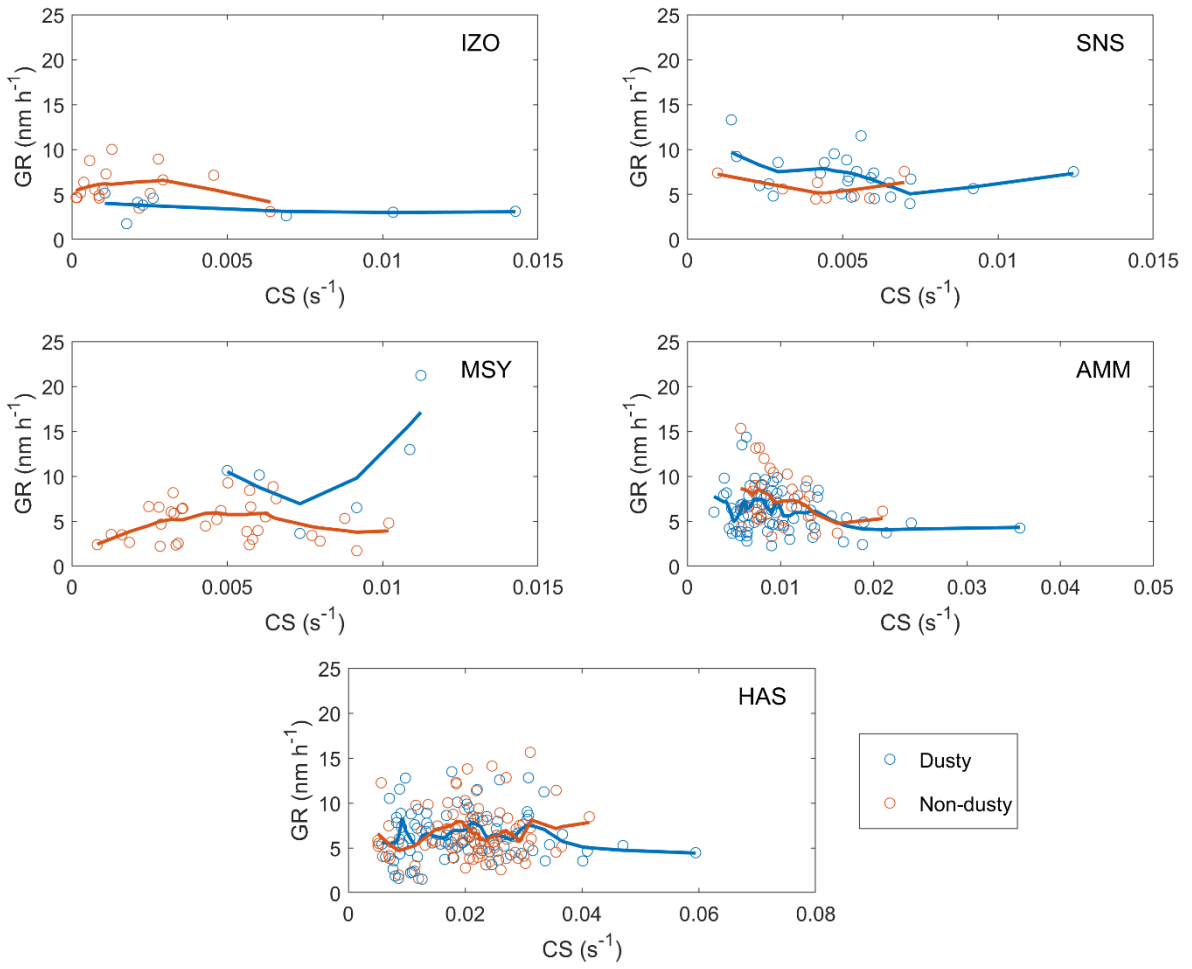 IZO
25
20
15
10
5
0
GR (nm h⁻¹)
0 0.005 0.01 0.015
CS (s⁻¹)
SNS
25
20
15
10
5
0
GR (nm h⁻¹)
0 0.005 0.01 0.015
CS (s⁻¹)
MSY
25
20
15
10
5
0
GR (nm h⁻¹)
0 0.005 0.01 0.015
CS (s⁻¹)
AMM
25
20
15
10
5
0
GR (nm h⁻¹)
0 0.01 0.02 0.03 0.04 0.05
CS (s⁻¹)
HAS
25
20
15
10
5
0
GR (nm h⁻¹)
0 0.02 0.04 0.06 0.08
CS (s⁻¹)
Dusty
Non-dusty